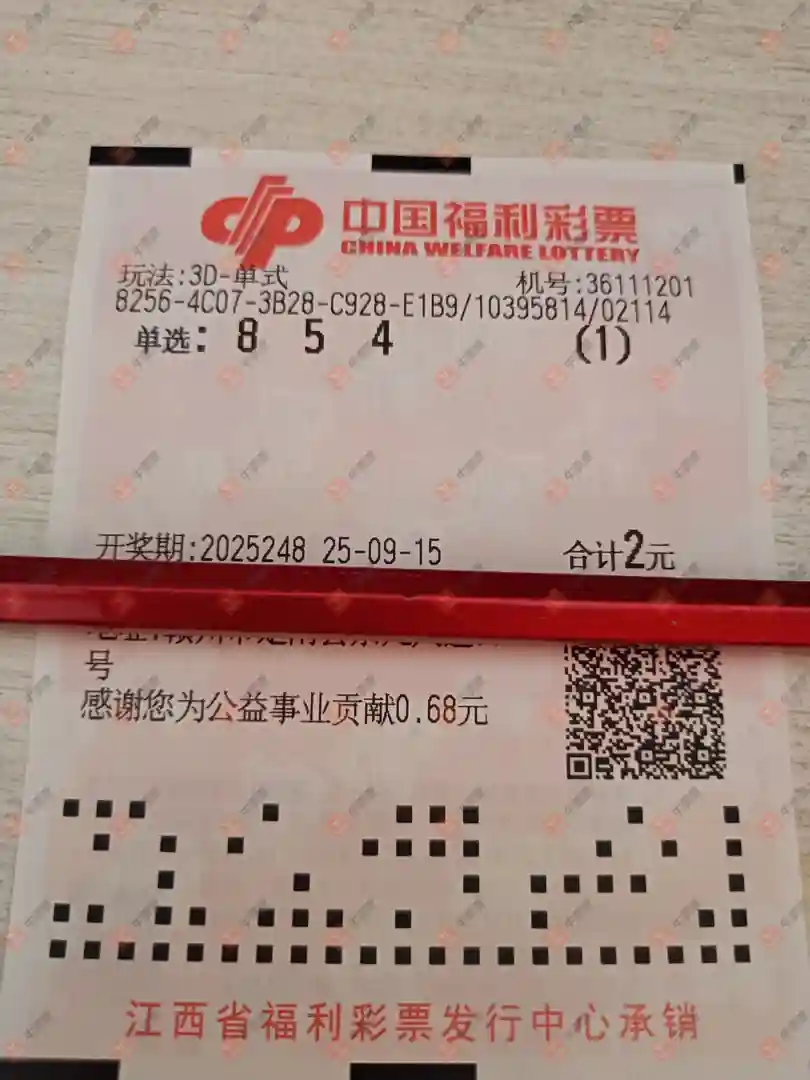 中国福利彩票
CHINA WELFARE LOTTERY
玩法:3D-单式 机号:36111201
8256-4C07-3B28-C928-E1B9/10395814/02114
单选: 8 5 4 (1)
开奖期:2025248 25-09-15 合计2元
号
感谢您为公益事业贡献0.68元
江西省福利彩票发行中心承销